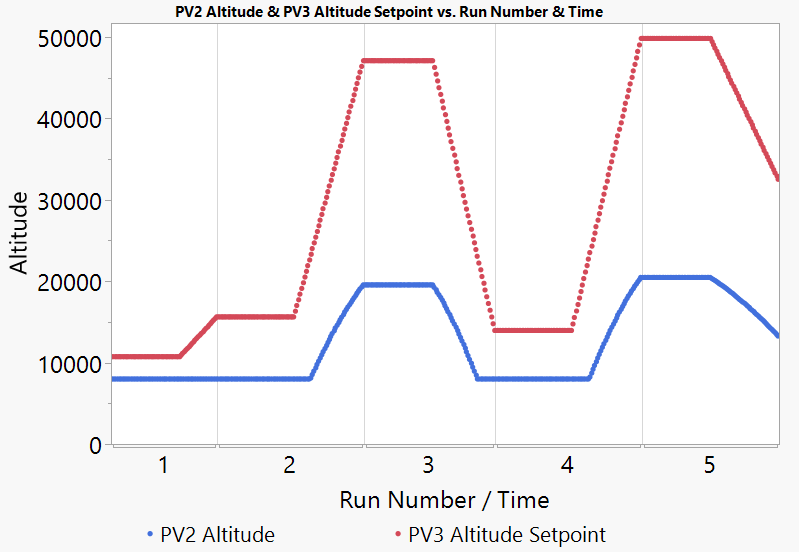 PV2 Altitude & PV3 Altitude Setpoint vs. Run Number & Time
50000
40000
30000
20000
10000
0
Altitude
1 2 3 4 5
Run Number / Time
PV2 Altitude PV3 Altitude Setpoint